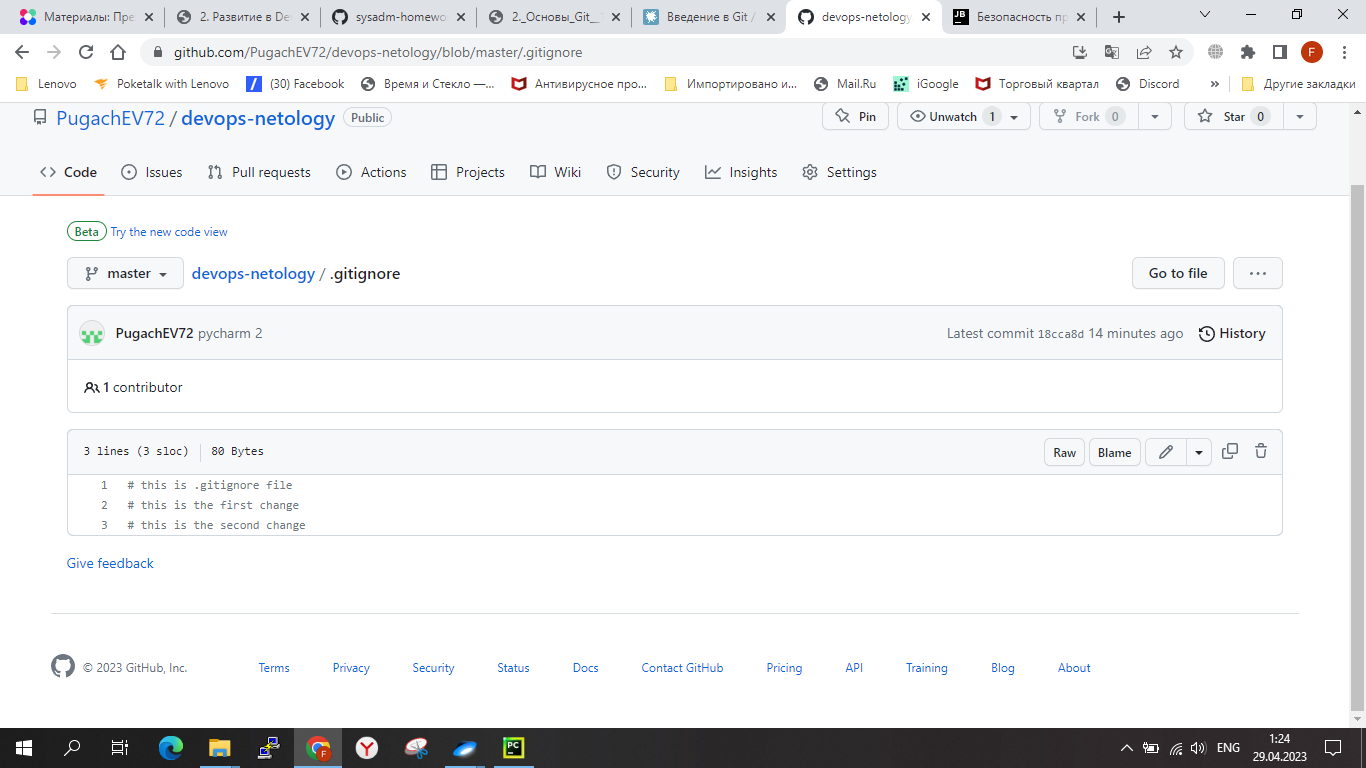 Материалы: Пре
2. Развитие в De
sysadm-homewo
2._Основы_Git__
Введение в Git /
devops-netology
Безопасность пр
github.com/PugachEV72/devops-netology/blob/master/.gitignore
F
Lenovo
Poketalk with Lenovo
(30) Facebook
Время и Стекло —...
Антивирусное про...
Импортировано и...
Mail.Ru
iGoogle
Торговый квартал
Discord
»
Другие закладки
PugachEV72 / devops-netology Public
Pin
Unwatch 1
Fork 0
Star 0
Code
Issues
Pull requests
Actions
Projects
Wiki
Security
Insights
Settings
Beta Try the new code view
master
devops-netology / .gitignore
Go to file
...
PugachEV72 pycharm 2
Latest commit 18cca8d 14 minutes ago
History
1 contributor
3 lines (3 sloc) 80 Bytes
Raw
Blame
1 # this is .gitignore file
2 # this is the first change
3 # this is the second change
Give feedback
© 2023 GitHub, Inc.
Terms
Privacy
Security
Status
Docs
Contact GitHub
Pricing
API
Training
Blog
About
F
PC
ENG
1:24
29.04.2023